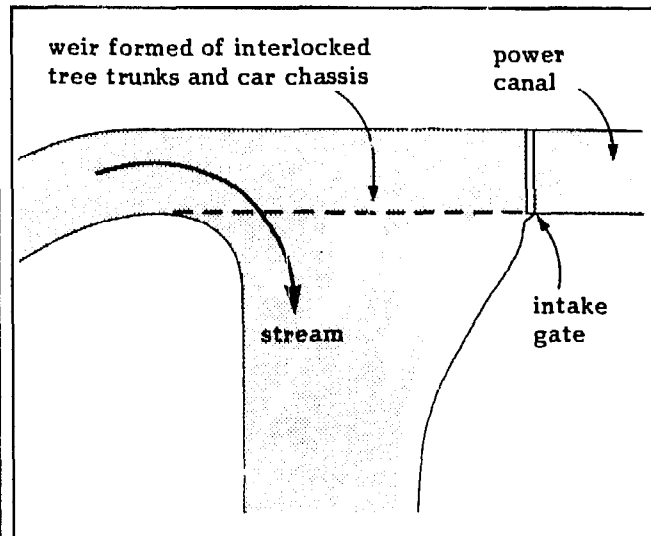 weir formed of interlocked
tree trunks and car chassis
power
canal
stream
intake
gate